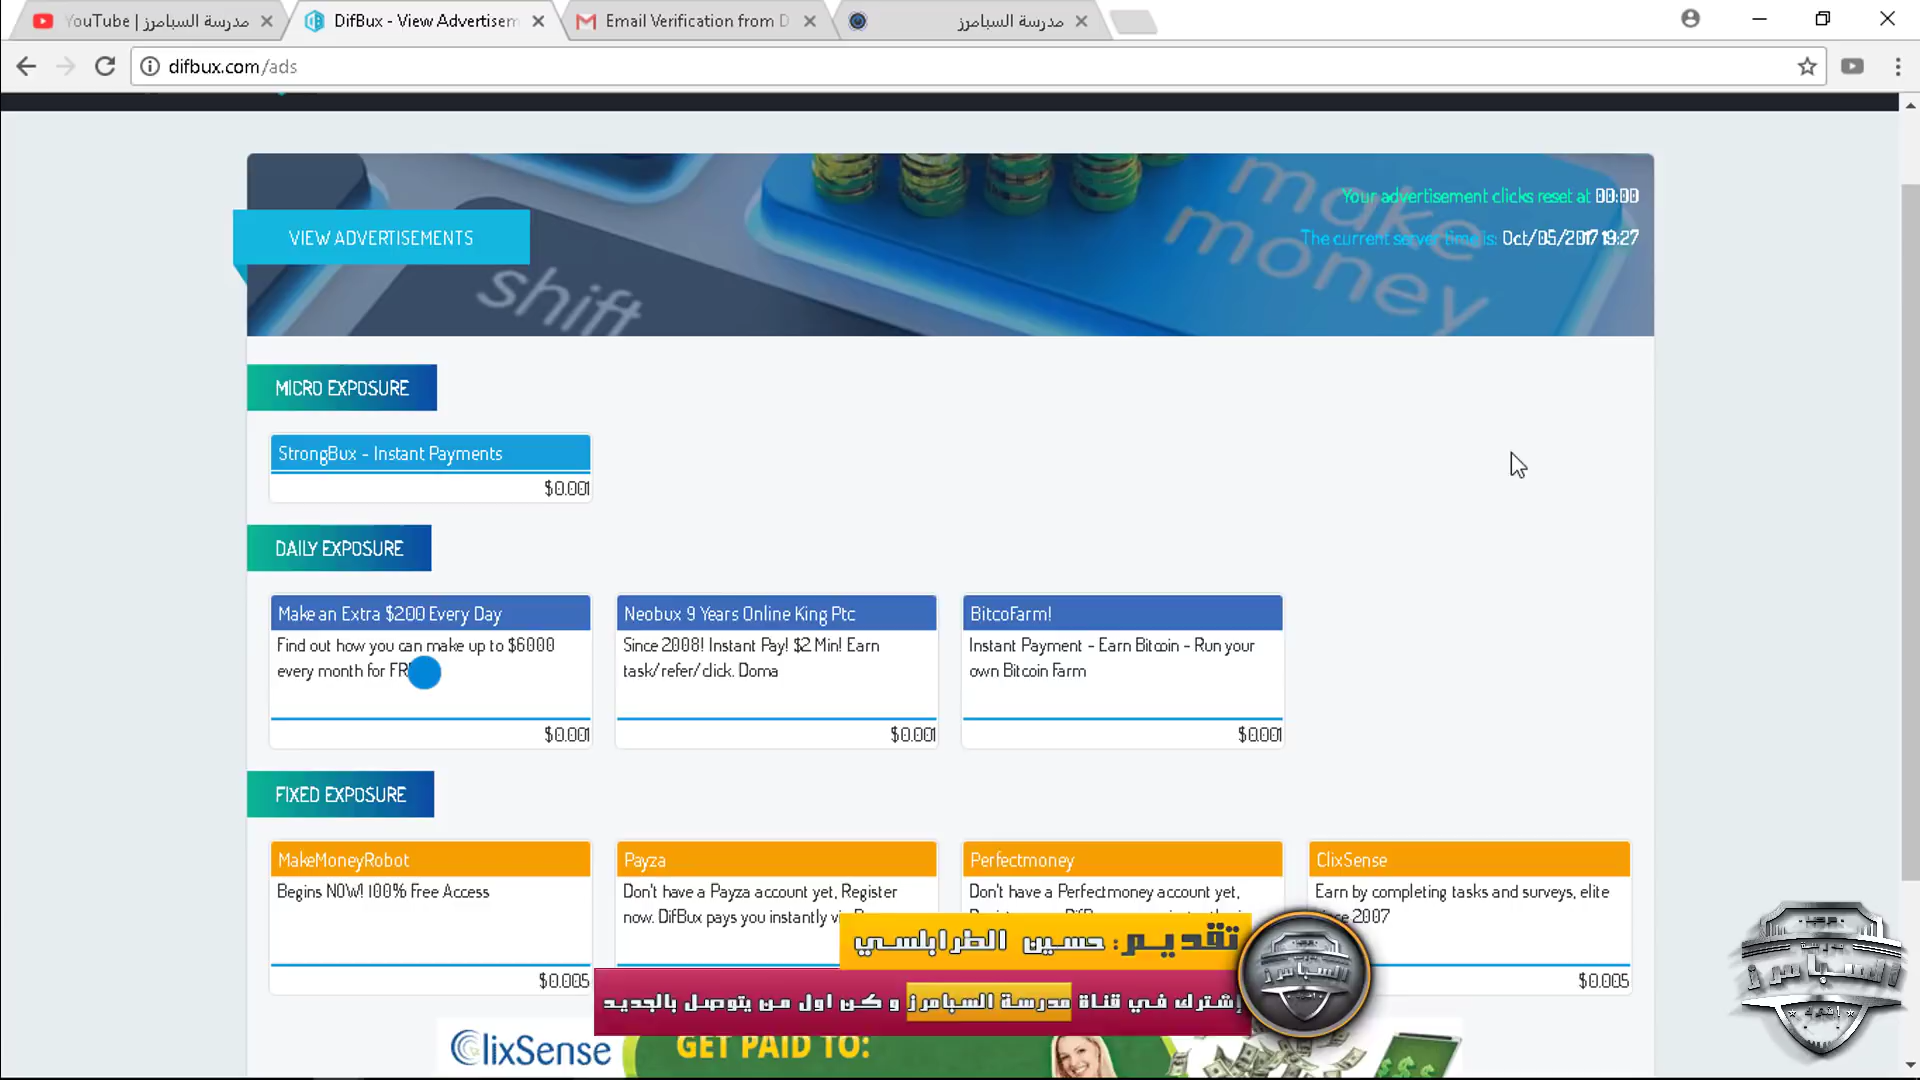 YouTube | مدرسة السبامرز
DifBux - View Advertisem
Email Verification from D
مدرسة السبامرز
difbux.com/ads
make
money
shift
Your advertisement clicks reset at 00:00
VIEW ADVERTISEMENTS
The current server time is: Oct/05/2017 19:27
MICRO EXPOSURE
StrongBux - Instant Payments
$0.001
DAILY EXPOSURE
Make an Extra $200 Every Day
Find out how you can make up to $6000
every month for FR
$0.001
Neobux 9 Years Online King Ptc
Since 2008! Instant Pay! $2 Min! Earn
task/refer/click. Doma
$0.001
BitcoFarm!
Instant Payment - Earn Bitcoin - Run your
own Bitcoin Farm
$0.001
FIXED EXPOSURE
MakeMoneyRobot
Begins NOW! 100% Free Access
$0.005
Payza
Don't have a Payza account yet, Register
now. DifBux pays you instantly
Perfectmoney
Don't have a Perfectmoney account yet,
ClixSense
Earn by completing tasks and surveys, elite
2007
$0.005
تقديم: حسين الطرابلسي
إشترك في قناة مدرسة السبامرز و كن اول من يتوصل بالجديد
السبامرز
ClixSense
GET PAID TO:
مدرسة
السبامرز